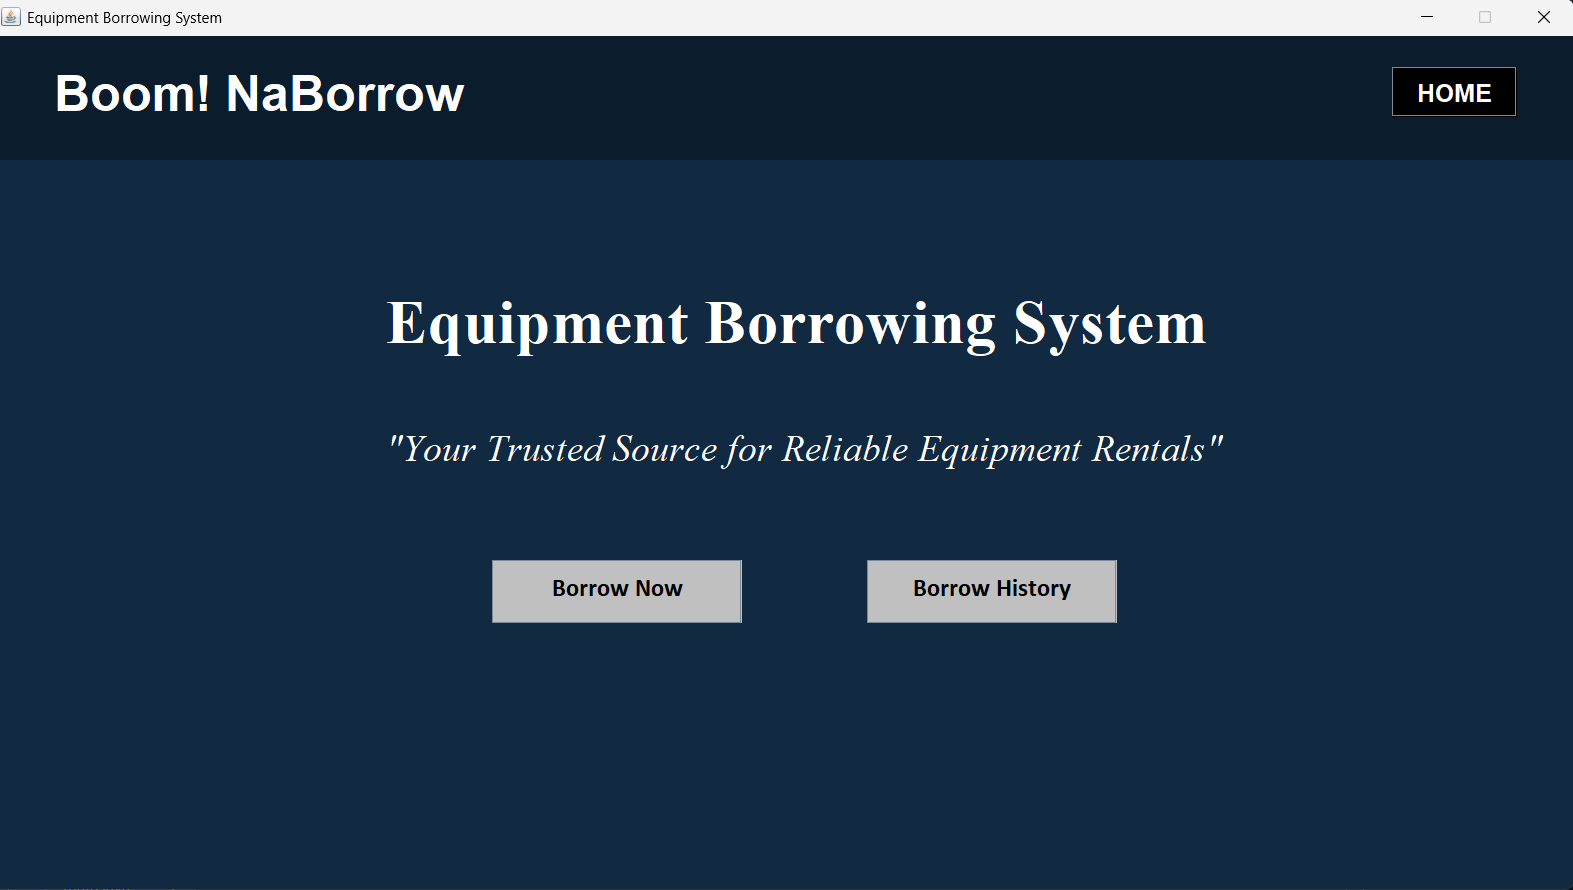 Equipment Borrowing System
Boom! NaBorrow
HOME
Equipment Borrowing System
"Your Trusted Source for Reliable Equipment Rentals"
Borrow Now
Borrow History